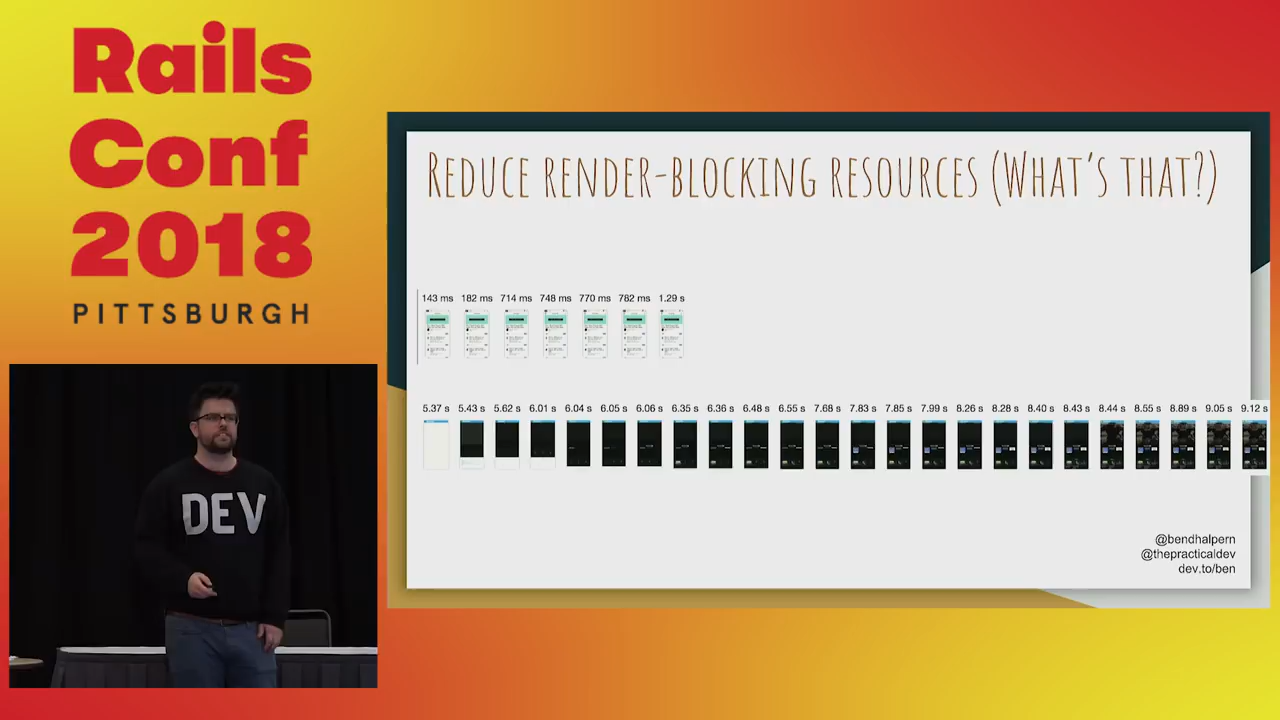 Rails
Conf
2018
PITTSBURGH
DEV
REDUCE RENDER-BLOCKING RESOURCES (WHAT'S THAT?)
143 ms 182 ms 714 ms 748 ms 770 ms 782 ms 1.29 s
5.37 s 5.43 s 5.62 s 6.01 s 6.04 s 6.05 s 6.06 s 6.35 s 6.36 s 6.48 s 6.55 s 7.68 s 7.83 s 7.85 s 7.99 s 8.26 s 8.28 s 8.40 s 8.43 s 8.44 s 8.55 s 8.89 s 9.05 s 9.12 s
@bendhalpern
@thepracticaldev
dev.to/ben